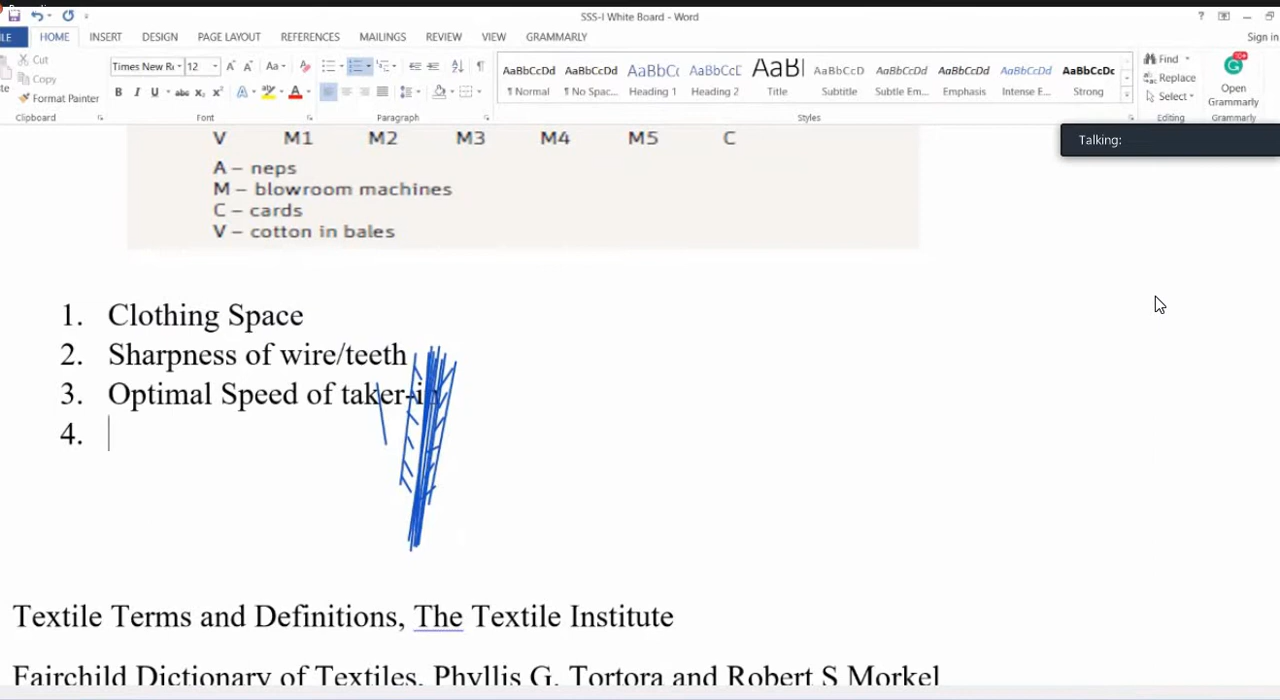 SSS-I White Board - Word
HOME INSERT DESIGN PAGE LAYOUT REFERENCES MAILINGS REVIEW VIEW GRAMMARLY
Sign in
Cut
Copy
Format Painter
Clipboard
Times New R 12
Font
Paragraph
AaBbCcDd AaBbCcDd AaBbC AaBbCcD AaB AaBbCcD AaBbCcDd AaBbCcDd AaBbCcDd AaBbCcDc
¶ Normal ¶ No Spac... Heading 1 Heading 2 Title Subtitle Subtle Em... Emphasis Intense E... Strong
Styles
Find
Replace
Select
Editing
Open
Grammarly
Grammarly
Talking:
V M1 M2 M3 M4 M5 C
A – neps
M – blowroom machines
C – cards
V – cotton in bales
1. Clothing Space
2. Sharpness of wire/teeth
3. Optimal Speed of taker-in
4.
Textile Terms and Definitions, The Textile Institute
Fairchild Dictionary of Textiles, Phyllis G. Tortora and Robert S Morkel